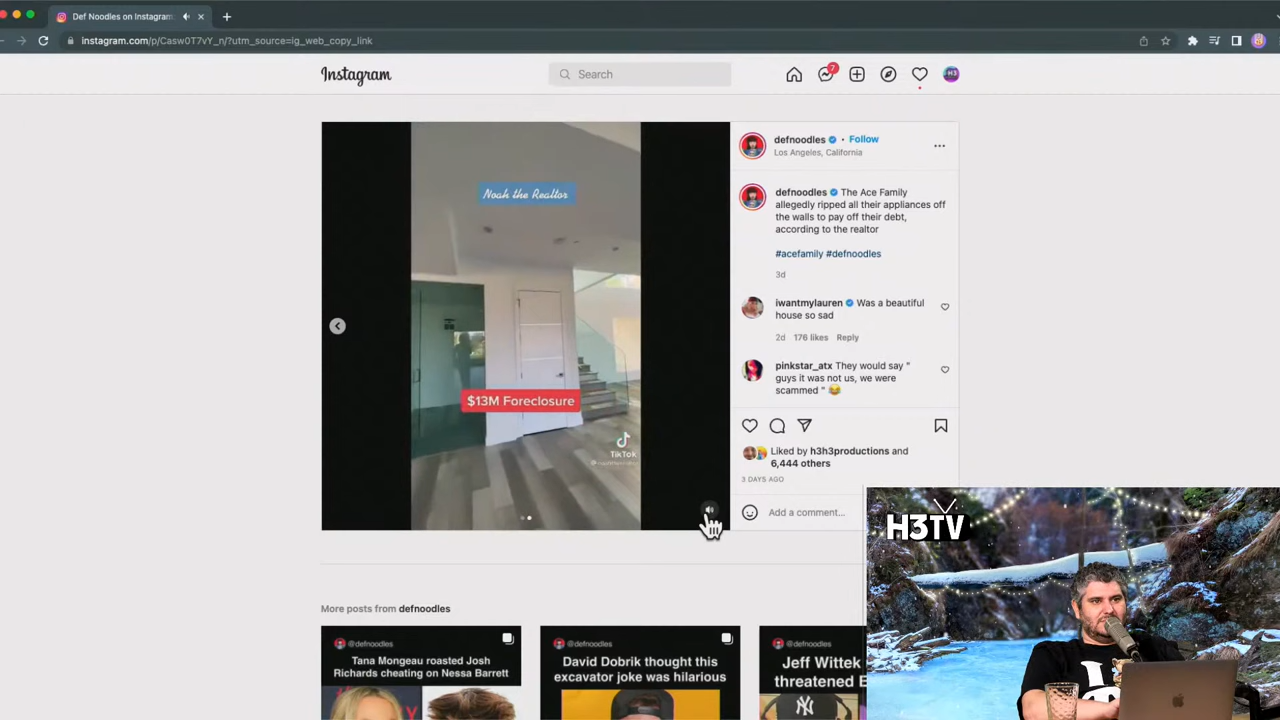 Def Noodles on Instagram:
instagram.com/p/Casw0T7vY_n/?utm_source=ig_web_copy_link
Instagram
Search
7
H3
Noah the Realtor
$13M Foreclosure
TikTok
defnoodles • Follow
Los Angeles, California
defnoodles The Ace Family
allegedly ripped all their appliances off
the walls to pay off their debt,
according to the realtor
#acefamily #defnoodles
3d
iwantmylauren Was a beautiful
house so sad
2d 176 likes Reply
pinkstar_atx They would say "
guys it was not us, we were
scammed " 😂
Liked by h3h3productions and
6,444 others
3 DAYS AGO
Add a comment...
H3TV
More posts from defnoodles
@defnoodles
Tana Mongeau roasted Josh
Richards cheating on Nessa Barrett
@defnoodles
David Dobrik thought this
excavator joke was hilarious
@defnoodles
Jeff Wittek
threatened
NY